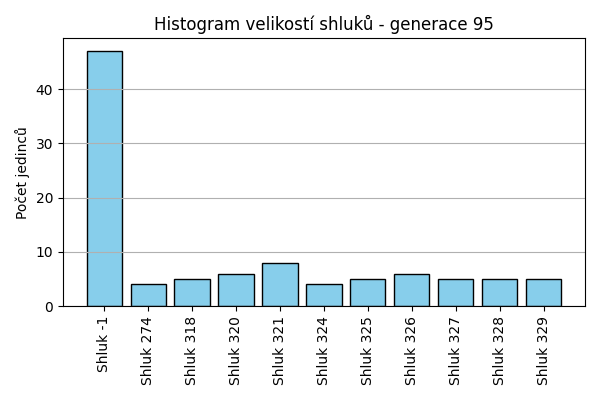 Histogram velikostí shluků - generace 95
Počet jedinců
40
30
20
10
0
Shluk -1
Shluk 274
Shluk 318
Shluk 320
Shluk 321
Shluk 324
Shluk 325
Shluk 326
Shluk 327
Shluk 328
Shluk 329